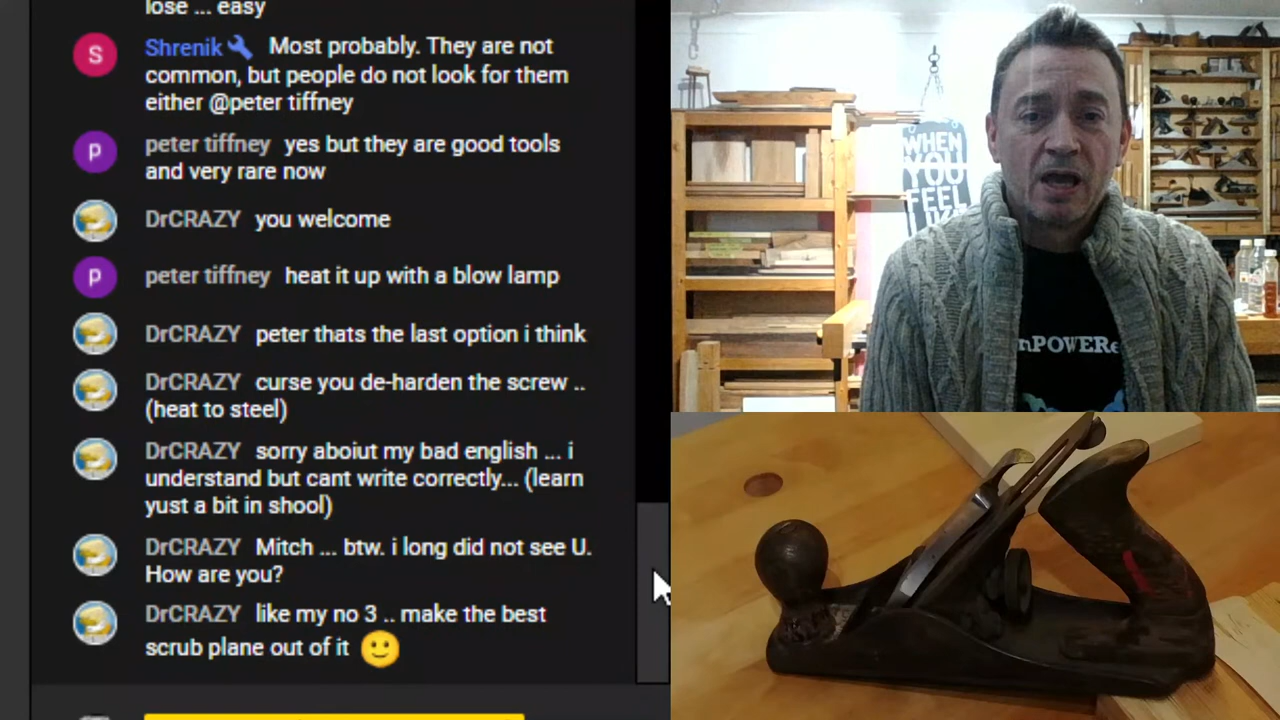 lose ... easy
S
Shrenik Most probably. They are not
common, but people do not look for them
either @peter tiffney
P
peter tiffney yes but they are good tools
and very rare now
DrCRAZY you welcome
P
peter tiffney heat it up with a blow lamp
DrCRAZY peter thats the last option i think
DrCRAZY curse you de-harden the screw ..
(heat to steel)
DrCRAZY sorry aboiut my bad english ... i
understand but cant write correctly... (learn
yust a bit in shool)
DrCRAZY Mitch ... btw. i long did not see U.
How are you?
DrCRAZY like my no 3 .. make the best
scrub plane out of it 🙂
WHEN
YOU
FEEL